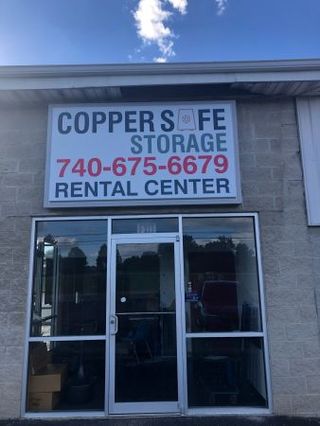 COPPER SAFE
STORAGE
740-675-6679
RENTAL CENTER